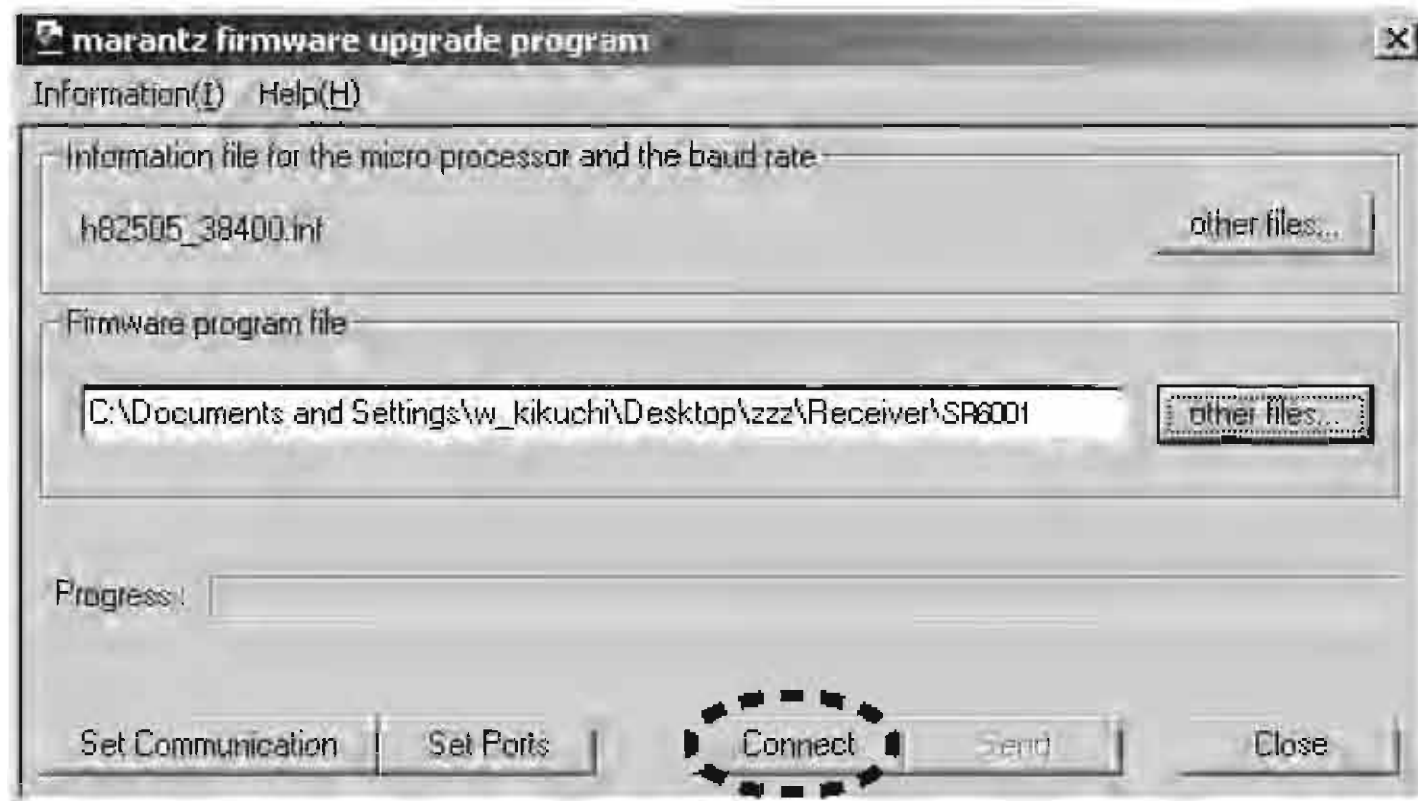 marantz firmware upgrade program
Information(I) Help(H)
Information file for the micro processor and the baud rate
h82505_38400.inf
other files...
Firmware program file
C:\Documents and Settings\w_kikuchi\Desktop\zzz\Receiver\SR6001
other files...
Progress :
Set Communication Set Ports Connect Send Close